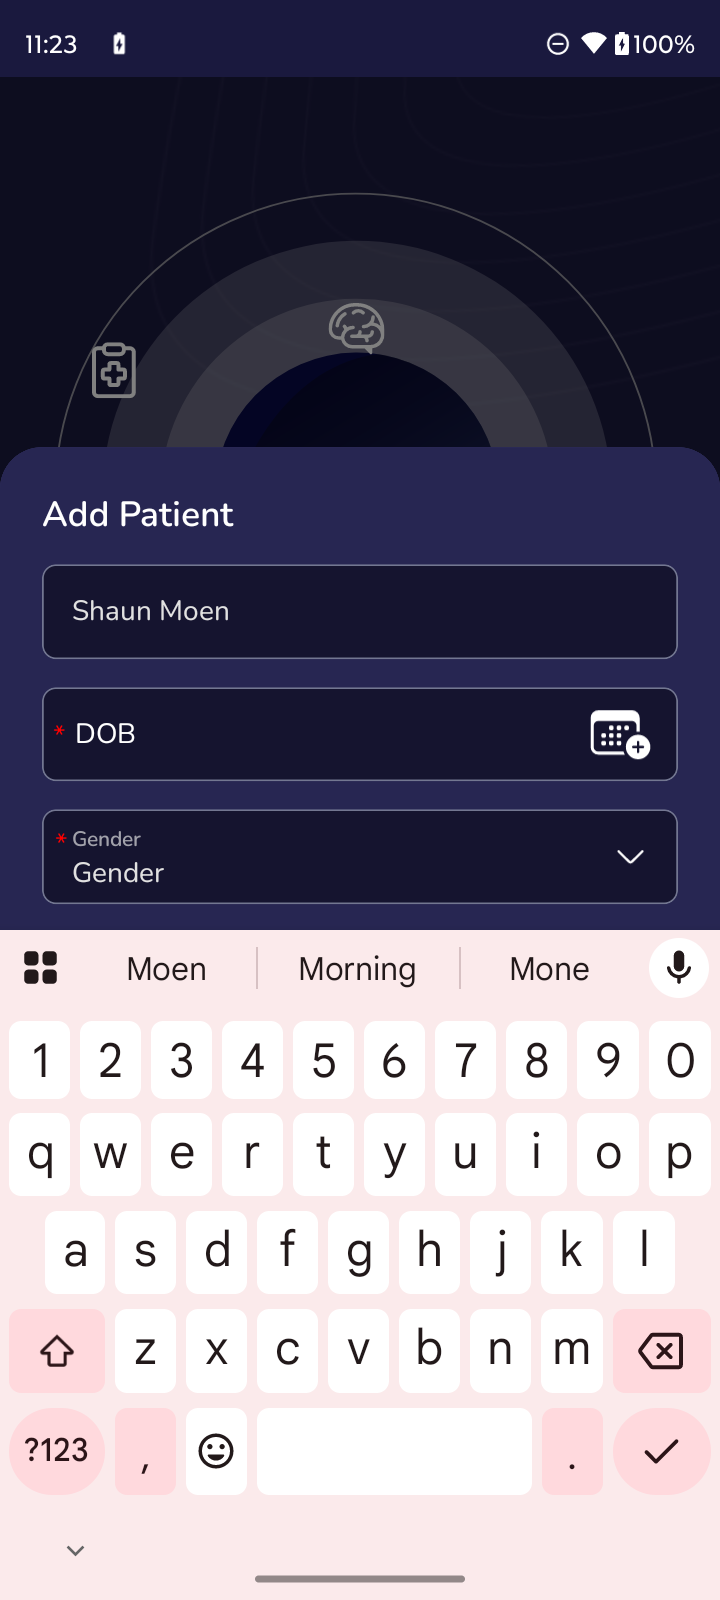 11:23 100%
Add Patient
Shaun Moen
* DOB
* Gender
Gender
Moen Morning Mone
1 2 3 4 5 6 7 8 9 0
q w e r t y u i o p
a s d f g h j k l
z x c v b n m
?123 , .